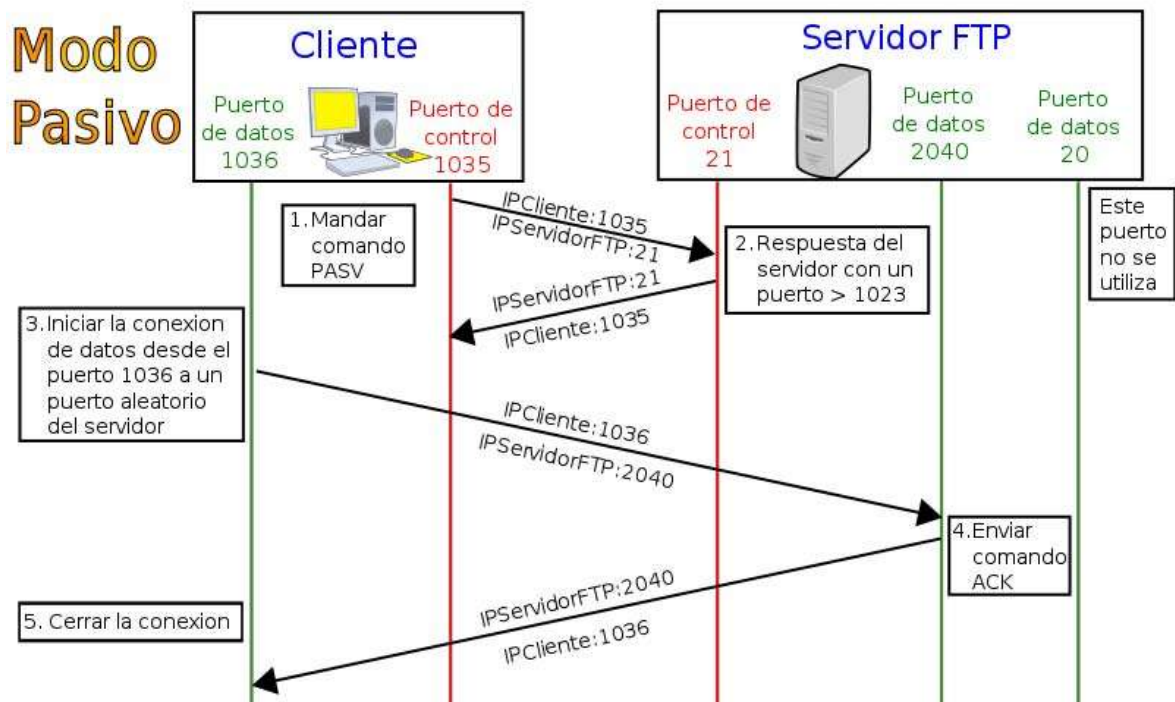 Modo
Pasivo
Cliente
Puerto
de datos
1036
Puerto de
control
1035
Servidor FTP
Puerto de
control
21
Puerto
de datos
2040
Puerto
de datos
20
1.Mandar
comando
PASV
IPCliente:1035
IPServidorFTP:21
2.Respuesta del
servidor con un
puerto > 1023
Este
puerto
no se
utiliza
IPServidorFTP:21
IPCliente:1035
3.Iniciar la conexion
de datos desde el
puerto 1036 a un
puerto aleatorio
del servidor
IPCliente:1036
IPServidorFTP:2040
4.Enviar
comando
ACK
IPServidorFTP:2040
IPCliente:1036
5. Cerrar la conexion